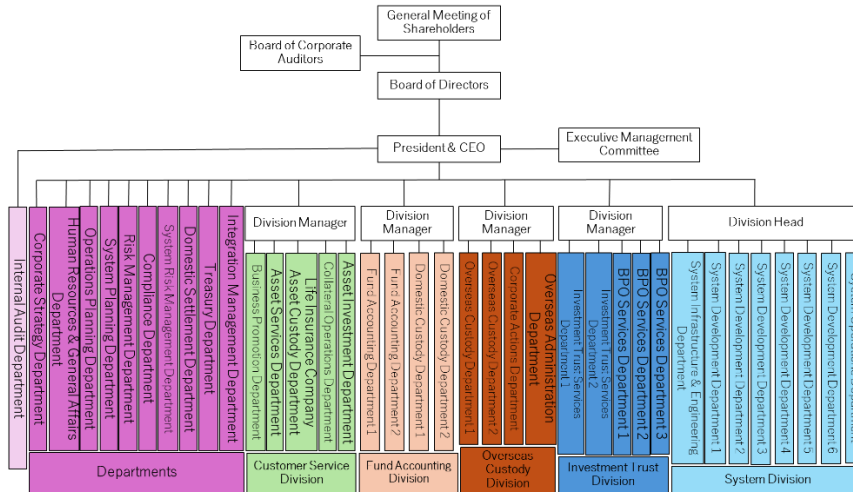 General Meeting of
Shareholders
Board of Corporate
Auditors
Board of Directors
President & CEO
Executive Management
Committee
Internal Audit Department
Corporate Strategy Department
Human Resources & General Affairs
Department
Operations Planning Department
System Planning Department
Risk Management Department
Compliance Department
System Risk Management Department
Domestic Settlement Department
Treasury Department
Integration Management Department
Departments
Division Manager
Business Promotion Department
Asset Services Department
Life Insurance Company
Asset Custody Department
Collateral Operations Department
Asset Investment Department
Customer Service
Division
Division
Manager
Fund Accounting Department 1
Fund Accounting Department 2
Domestic Custody Department 1
Domestic Custody Department 2
Fund Accounting
Division
Division
Manager
Overseas Custody Department 1
Overseas Custody Department 2
Corporate Actions Department
Overseas Administration
Department
Overseas
Custody Division
Division
Manager
Investment Trust Services
Department 1
Investment Trust Services
Department 2
BPO Services Department 1
BPO Services Department 2
BPO Services Department 3
Investment Trust
Division
Division Head
System Infrastructure & Engineering
Department
System Development Department 1
System Development Department 2
System Development Department 3
System Development Department 4
System Development Department 5
System Development Department 6
System Division